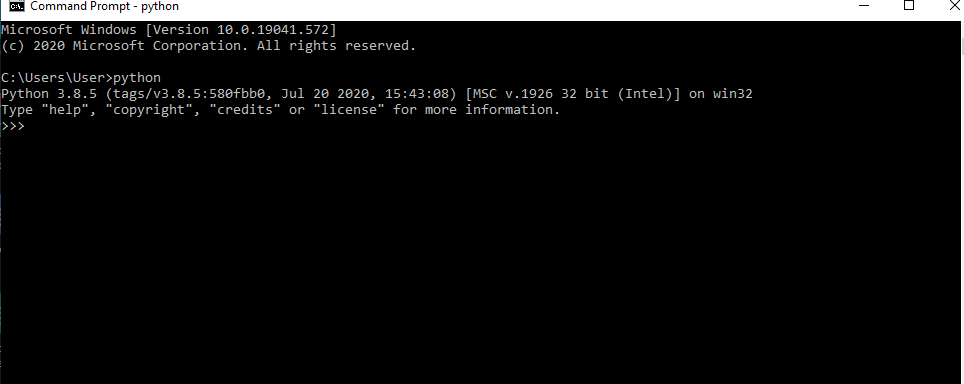 Command Prompt - python
Microsoft Windows [Version 10.0.19041.572]
(c) 2020 Microsoft Corporation. All rights reserved.
C:\Users\User>python
Python 3.8.5 (tags/v3.8.5:580fbb0, Jul 20 2020, 15:43:08) [MSC v.1926 32 bit (Intel)] on win32
Type "help", "copyright", "credits" or "license" for more information.
>>>